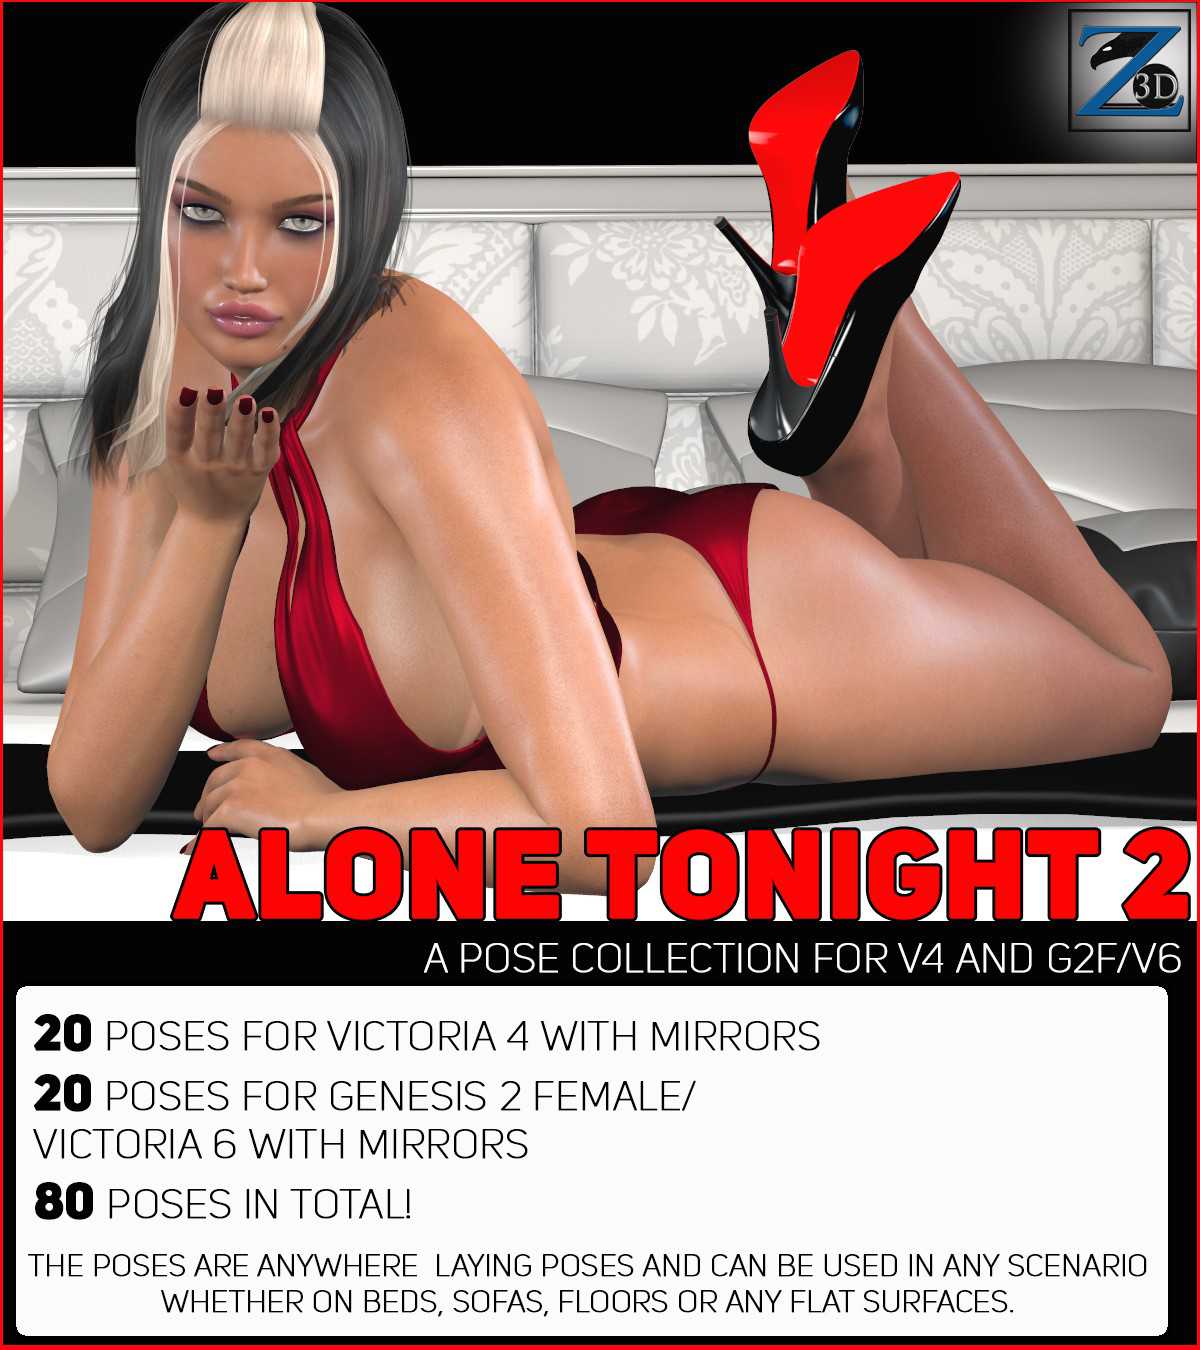 Z
3D
ALONE TONIGHT 2
A POSE COLLECTION FOR V4 AND G2F/V6
20 POSES FOR VICTORIA 4 WITH MIRRORS
20 POSES FOR GENESIS 2 FEMALE/
VICTORIA 6 WITH MIRRORS
80 POSES IN TOTAL!
THE POSES ARE ANYWHERE LAYING POSES AND CAN BE USED IN ANY SCENARIO
WHETHER ON BEDS, SOFAS, FLOORS OR ANY FLAT SURFACES.